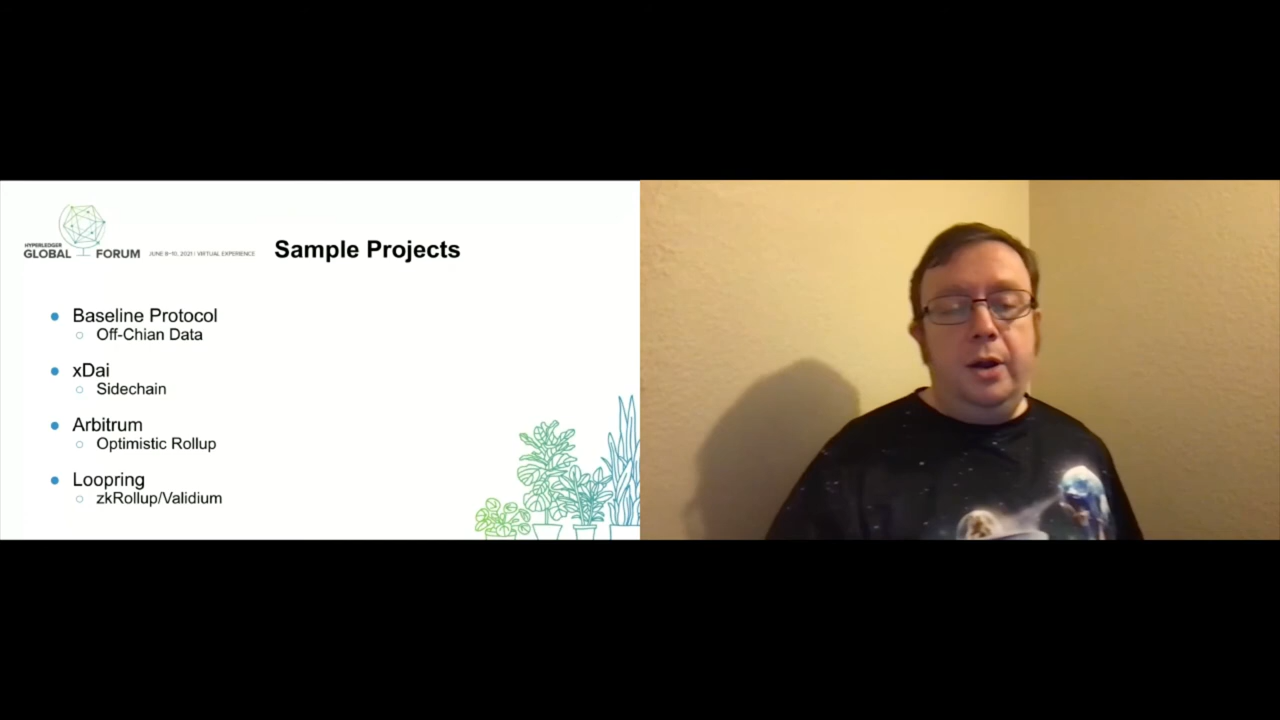 HYPERLEDGER
GLOBAL FORUM
JUNE 8-10, 2021 | VIRTUAL EXPERIENCE
Sample Projects
Baseline Protocol
Off-Chian Data
xDai
Sidechain
Arbitrum
Optimistic Rollup
Loopring
zkRollup/Validium